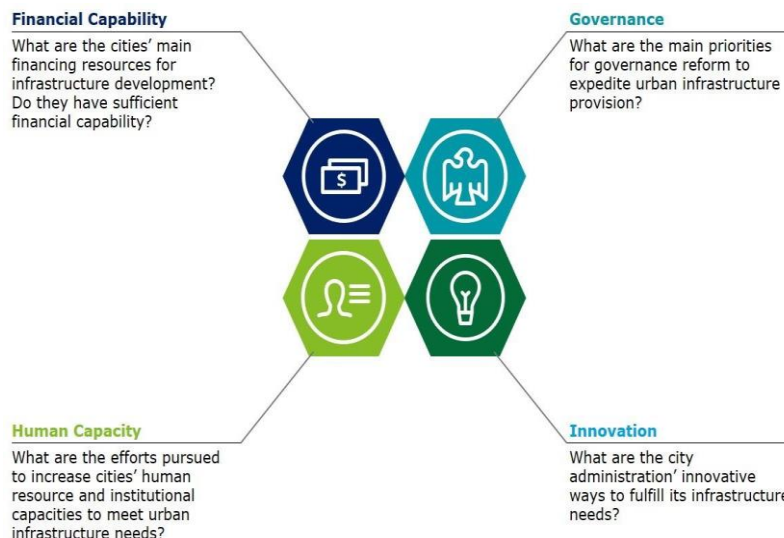 Financial Capability
What are the cities' main
financing resources for
infrastructure development?
Do they have sufficient
financial capability?
Governance
What are the main priorities
for governance reform to
expedite urban infrastructure
provision?
$
Human Capacity
What are the efforts pursued
to increase cities' human
resource and institutional
capacities to meet urban
infrastructure needs?
Innovation
What are the city
administration' innovative
ways to fulfill its infrastructure
needs?